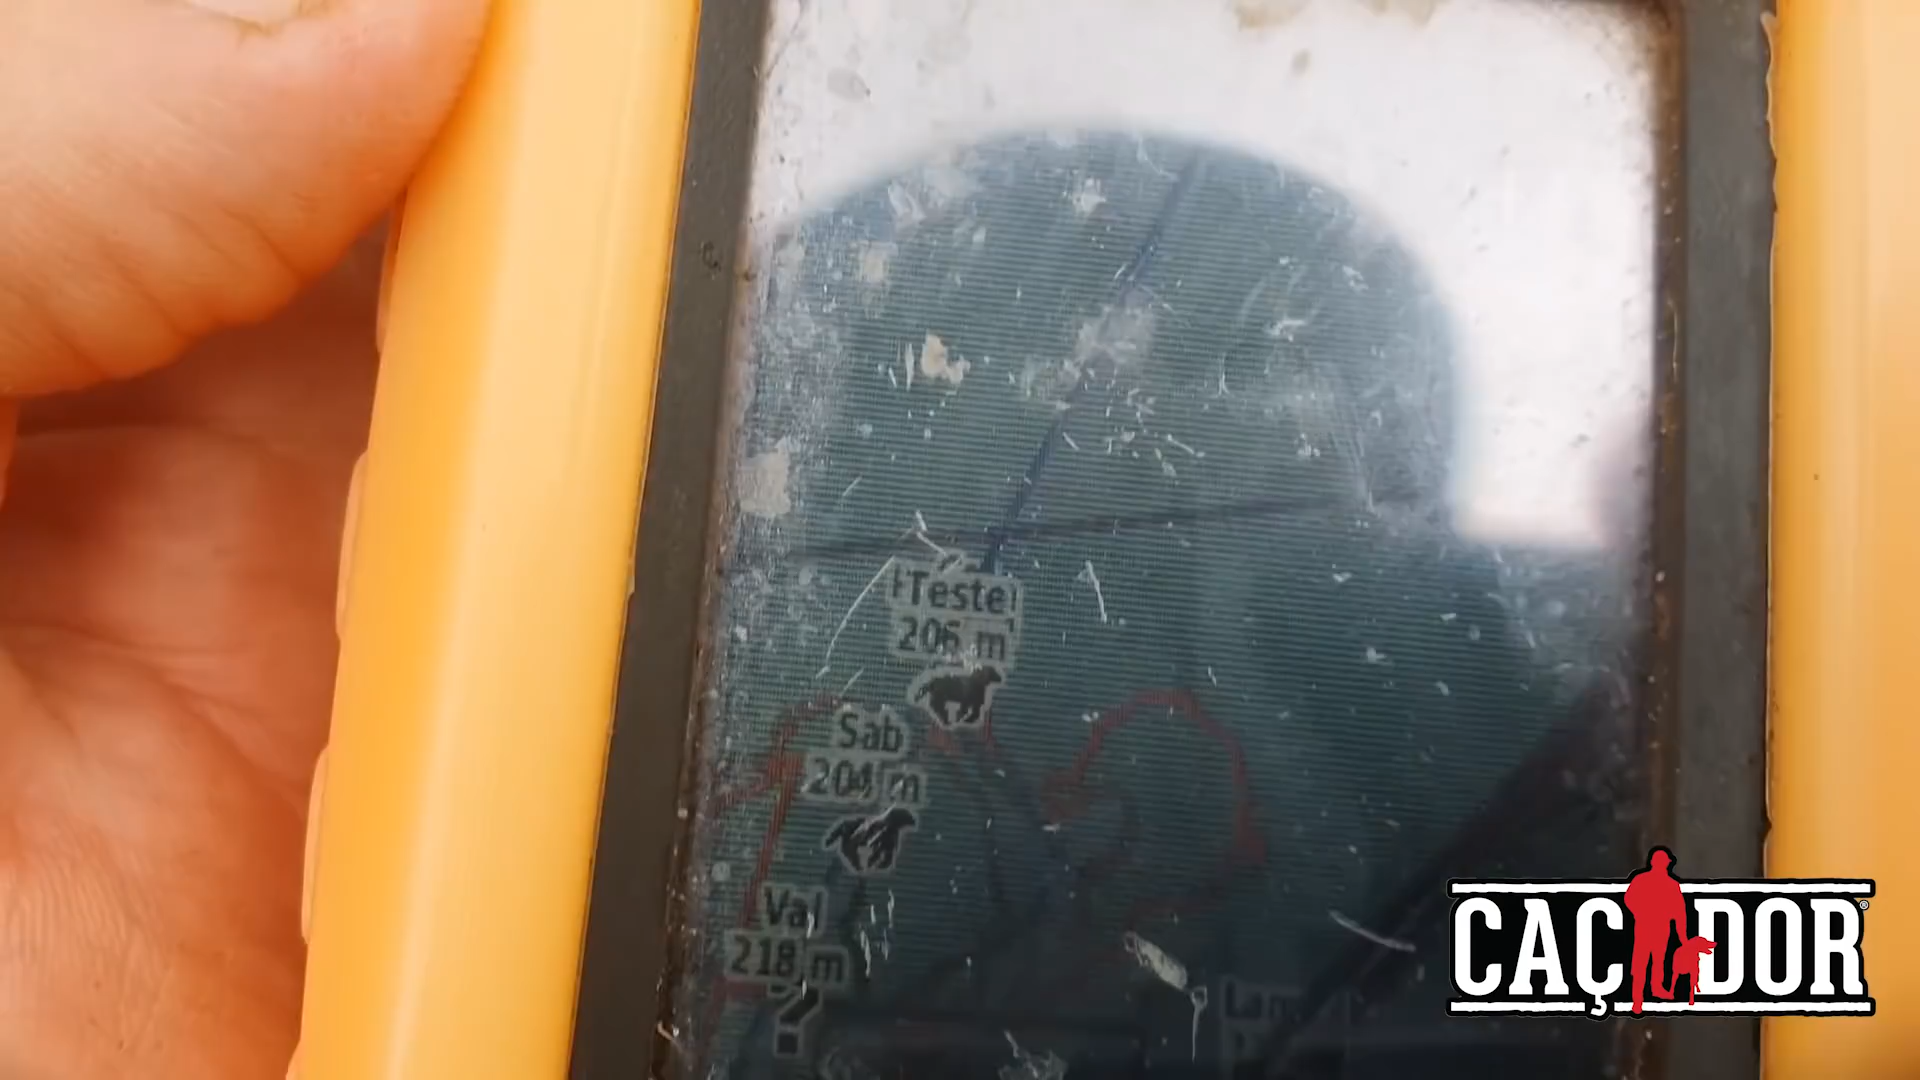 Teste
206 m
Sab
204 m
Val
218 m
?
CAÇADOR®